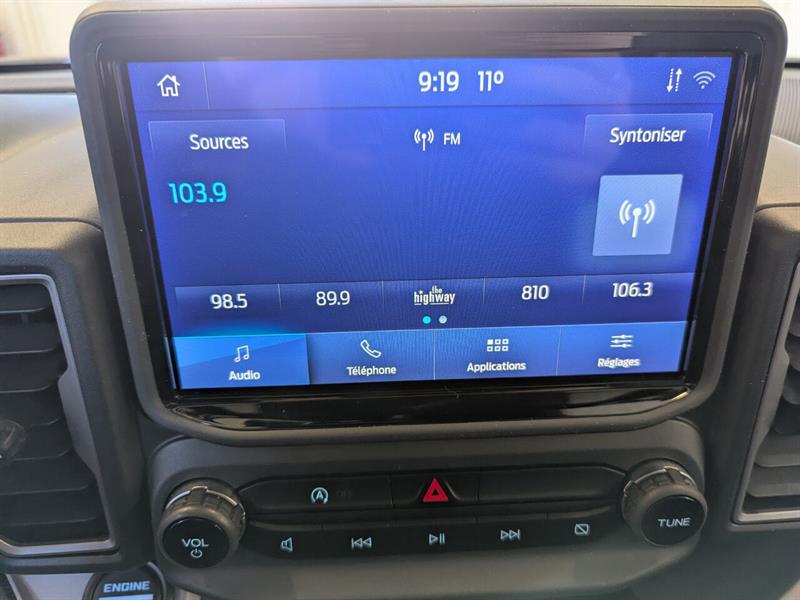 9:19 11°
Sources
FM
Syntoniser
103.9
98.5
89.9
the highway
810
106.3
Audio
Téléphone
Applications
Réglages
A OFF
VOL
TUNE
ENGINE